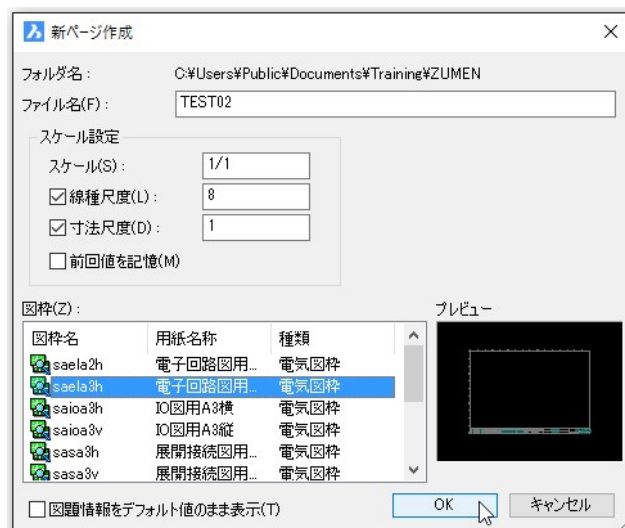 新ページ作成
フォルダ名: C:¥Users¥Public¥Documents¥Training¥ZUMEN
ファイル名(F): TEST02
スケール設定
スケール(S): 1/1
線種尺度(L): 8
寸法尺度(D): 1
前回値を記憶(M)
図枠(Z): プレビュー
図枠名 用紙名称 種類
saela2h 電子回路図用... 電気図枠
saela3h 電子回路図用... 電気図枠
saioa3h IO図用A3横 電気図枠
saioa3v IO図用A3縦 電気図枠
sasa3h 展開接続図用... 電気図枠
sasa3v 展開接続図用... 電気図枠
図題情報をデフォルト値のまま表示(T) OK キャンセル